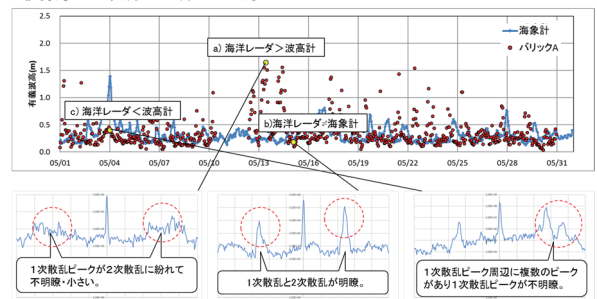 2.5
2.0
1.5
1.0
0.5
0.0
有義波高(m)
海象計
バリックA
a) 海洋レーダ＞波高計
c) 海洋レーダ＜波高計
b)海洋レーダ≒海象計
05/01 05/04 05/07 05/10 05/13 05/16 05/19 05/22 05/25 05/28 05/31
１次散乱ピークが２次散乱に紛れて
不明瞭・小さい。
１次散乱と２次散乱が明瞭。
１次散乱ピーク周辺に複数のピーク
があり１次散乱ピークが不明瞭。